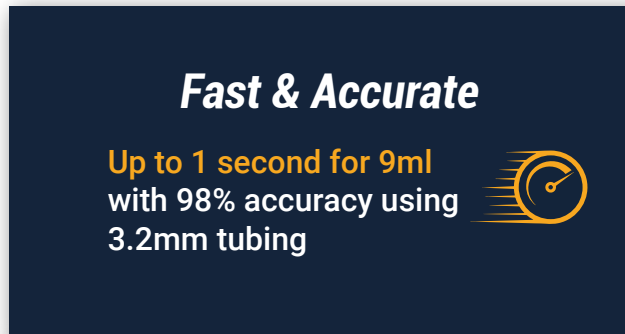 Fast & Accurate
Up to 1 second for 9ml
with 98% accuracy using
3.2mm tubing